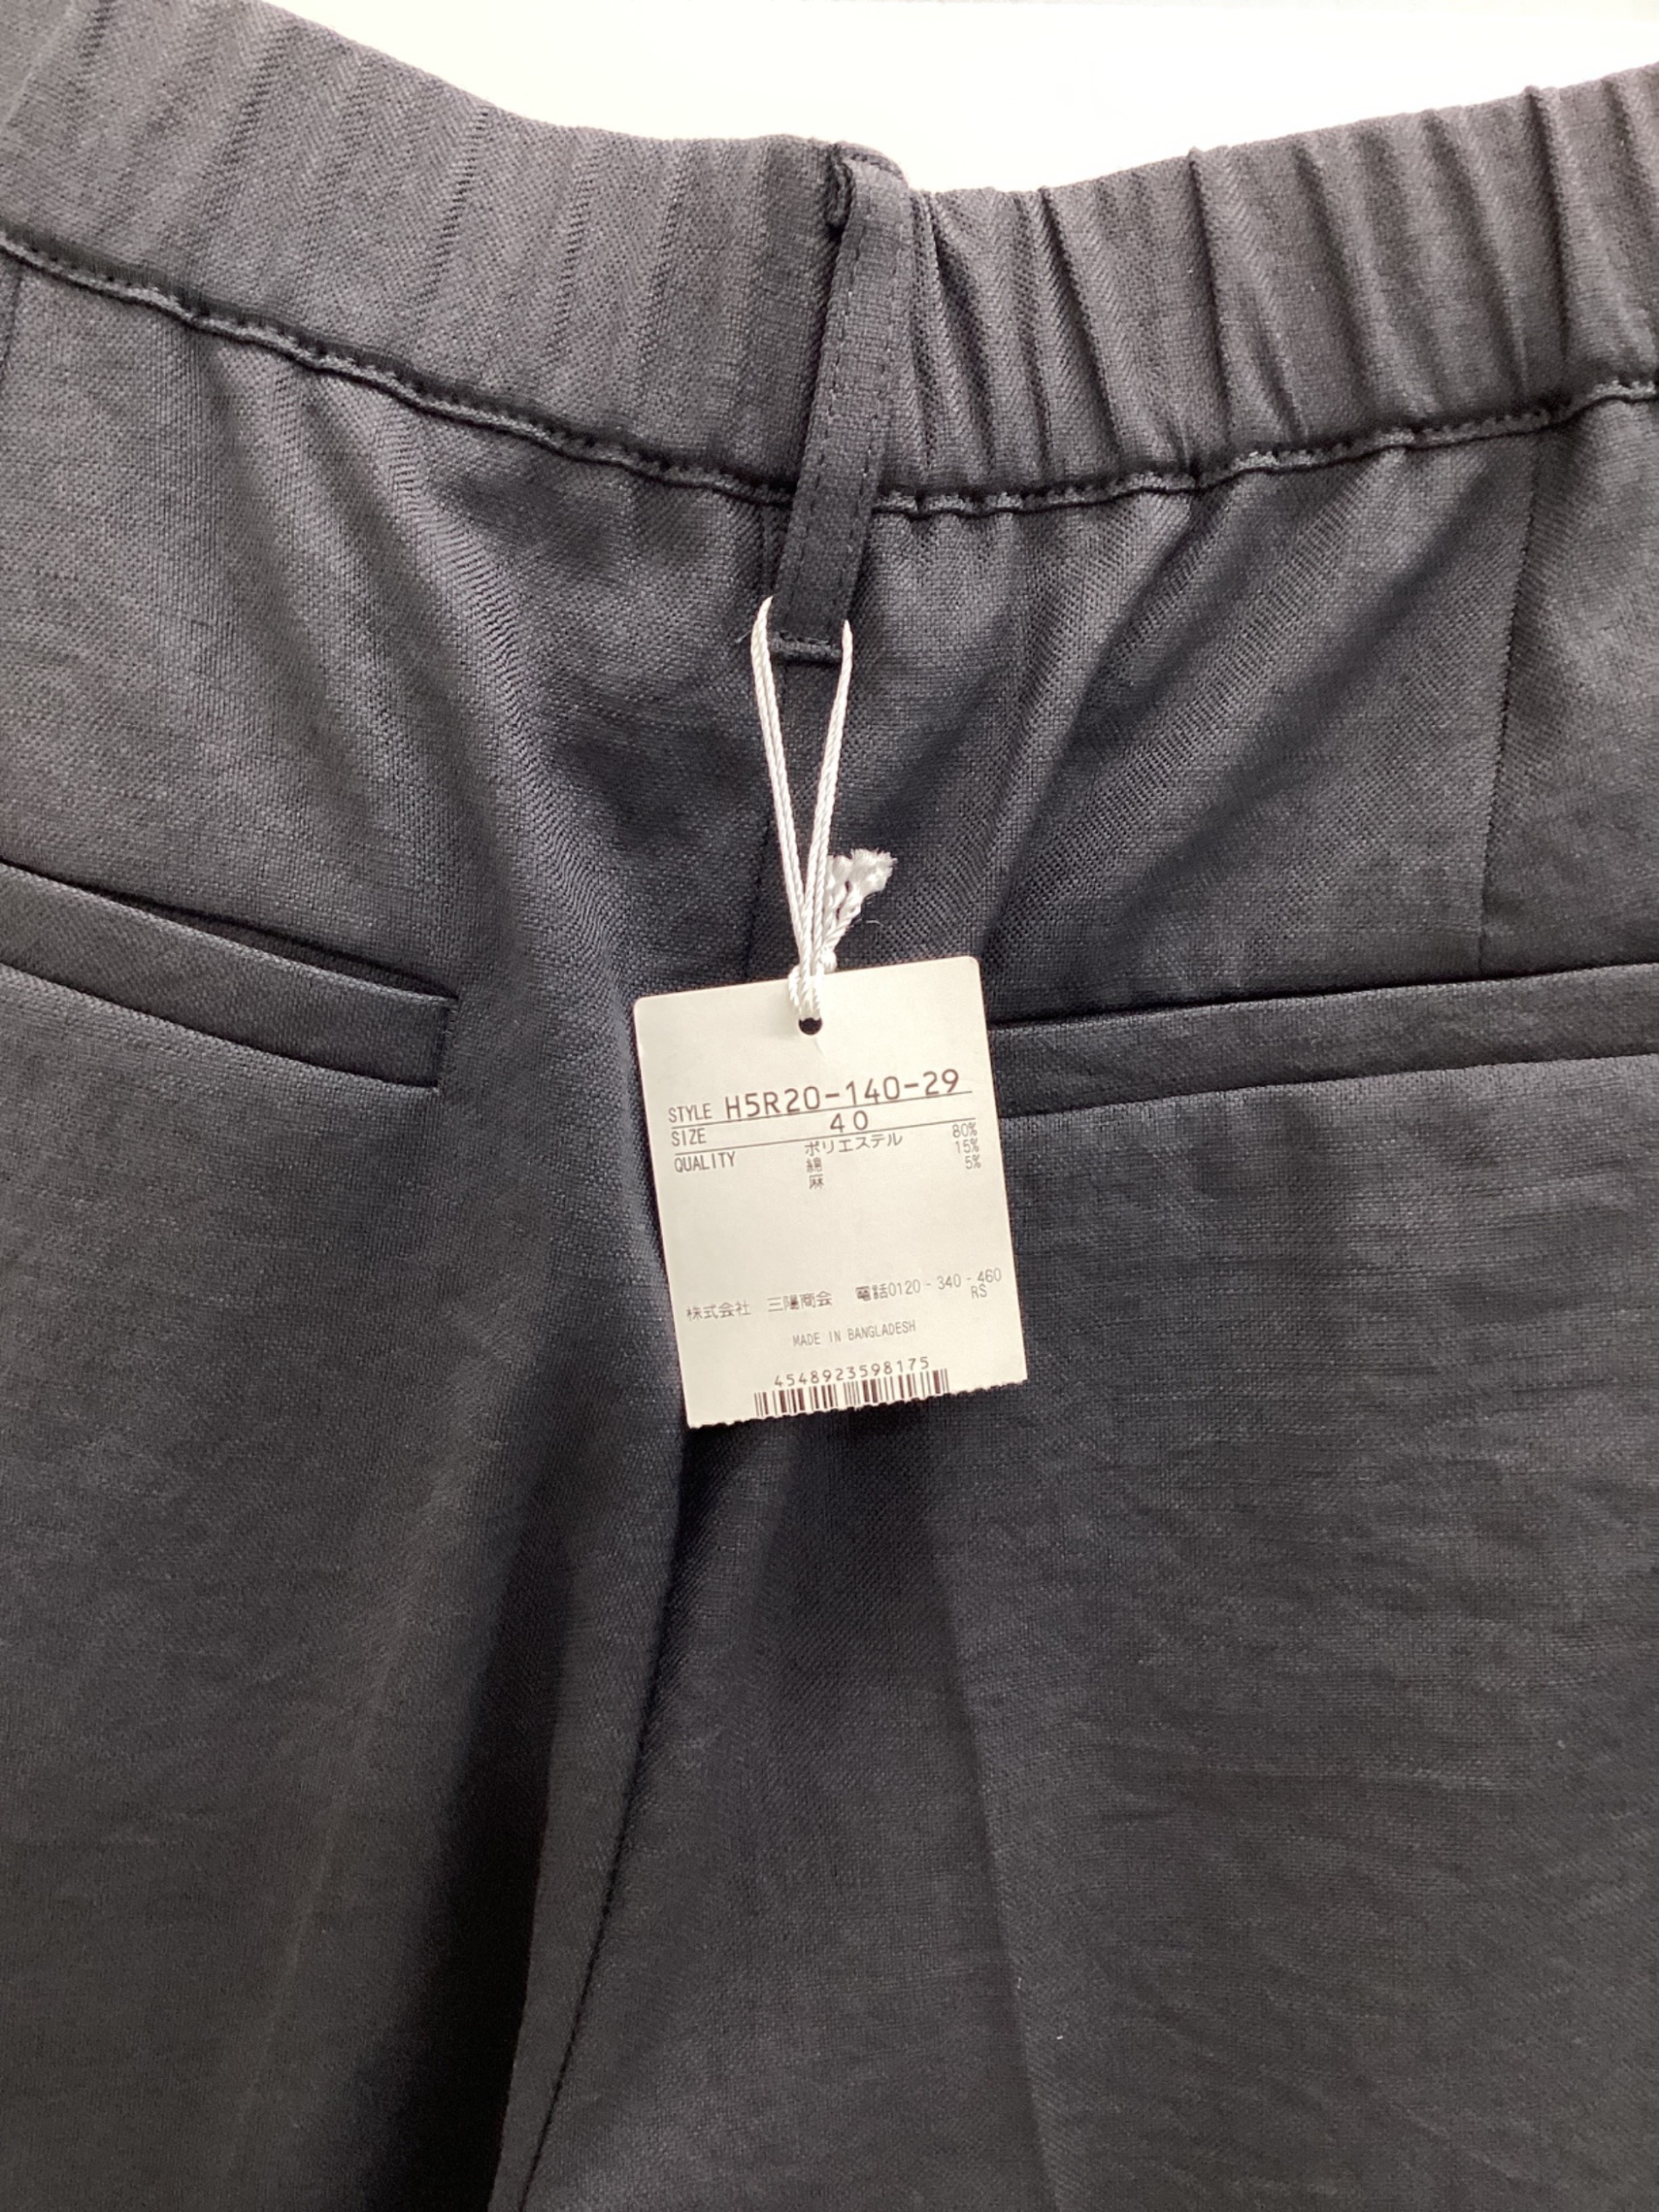 STYLE H5R20-140-29
SIZE 40
QUALITY ポリエステル 80%
綿 15%
麻 5%
株式会社 三陽商会 電話0120-340-460
RS
MADE IN BANGLADESH
4548923598175